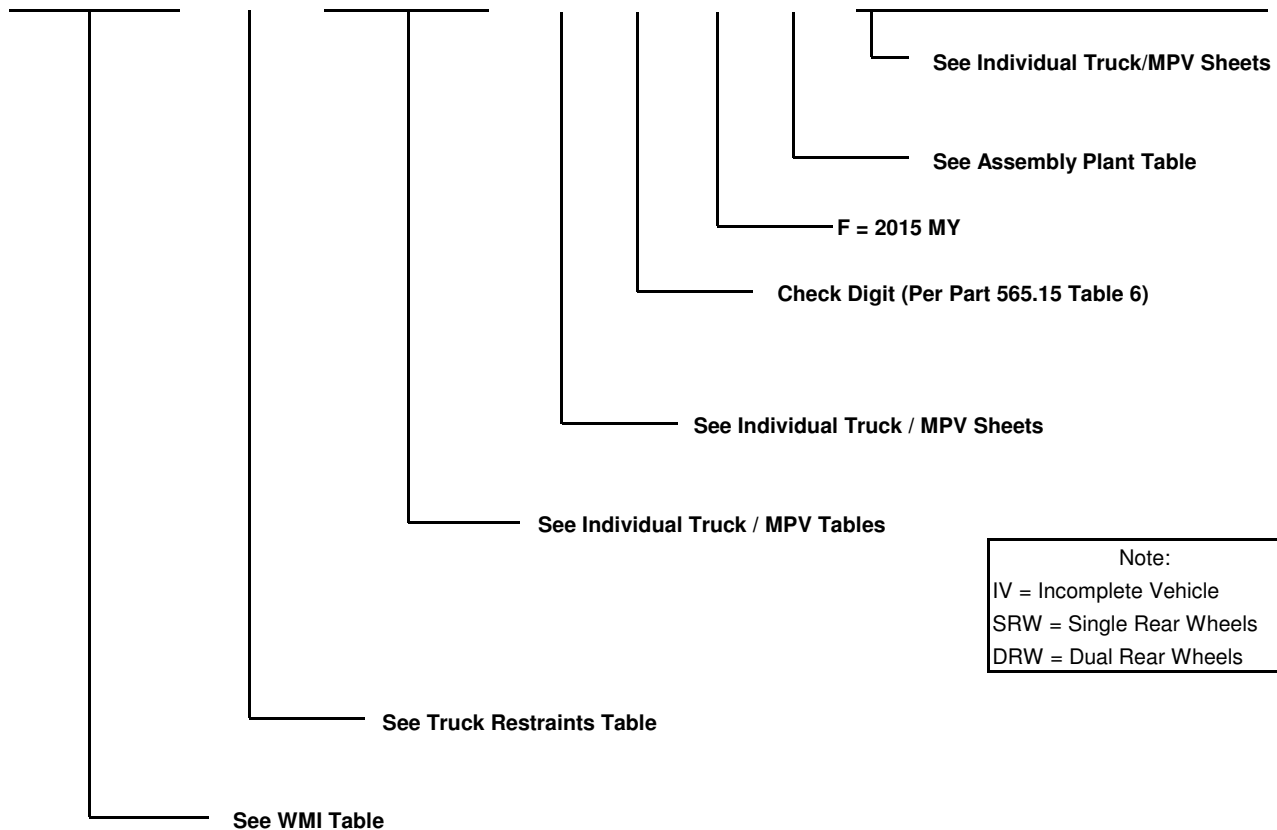 See Individual Truck/MPV Sheets
See Assembly Plant Table
F = 2015 MY
Check Digit (Per Part 565.15 Table 6)
See Individual Truck / MPV Sheets
See Individual Truck / MPV Tables
Note:
IV = Incomplete Vehicle
SRW = Single Rear Wheels
DRW = Dual Rear Wheels
See Truck Restraints Table
See WMI Table